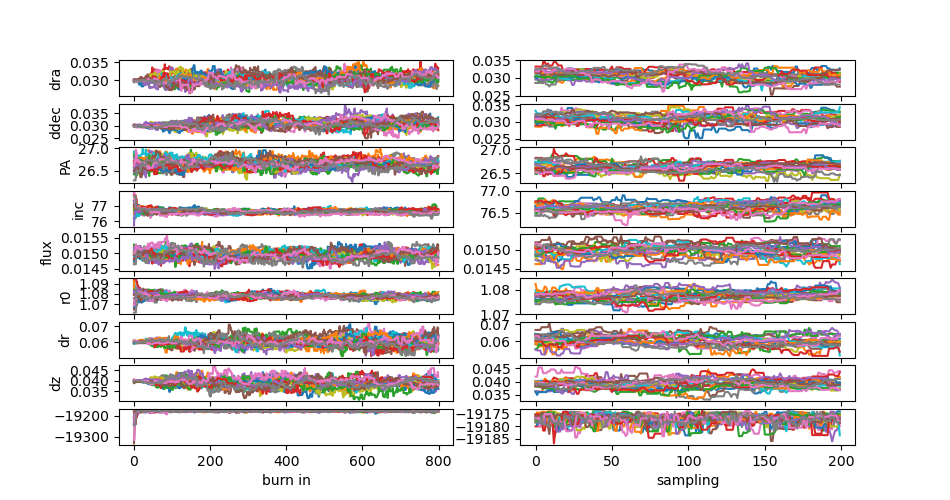 dra 0.035 0.030
0.035 0.030 0.025
ddec 0.035 0.030 0.025
0.035 0.030 0.025
PA 27.0 26.5
27.0 26.5
inc 77 76
77.0 76.5
flux 0.0155 0.0150 0.0145
0.0150 0.0145
r0 1.09 1.08 1.07
1.08 1.07
dr 0.07 0.06
0.07 0.06
dz 0.045 0.040 0.035
0.045 0.040 0.035
−19200 −19300
−19175 −19180 −19185
0 200 400 600 800
0 50 100 150 200
burn in
sampling